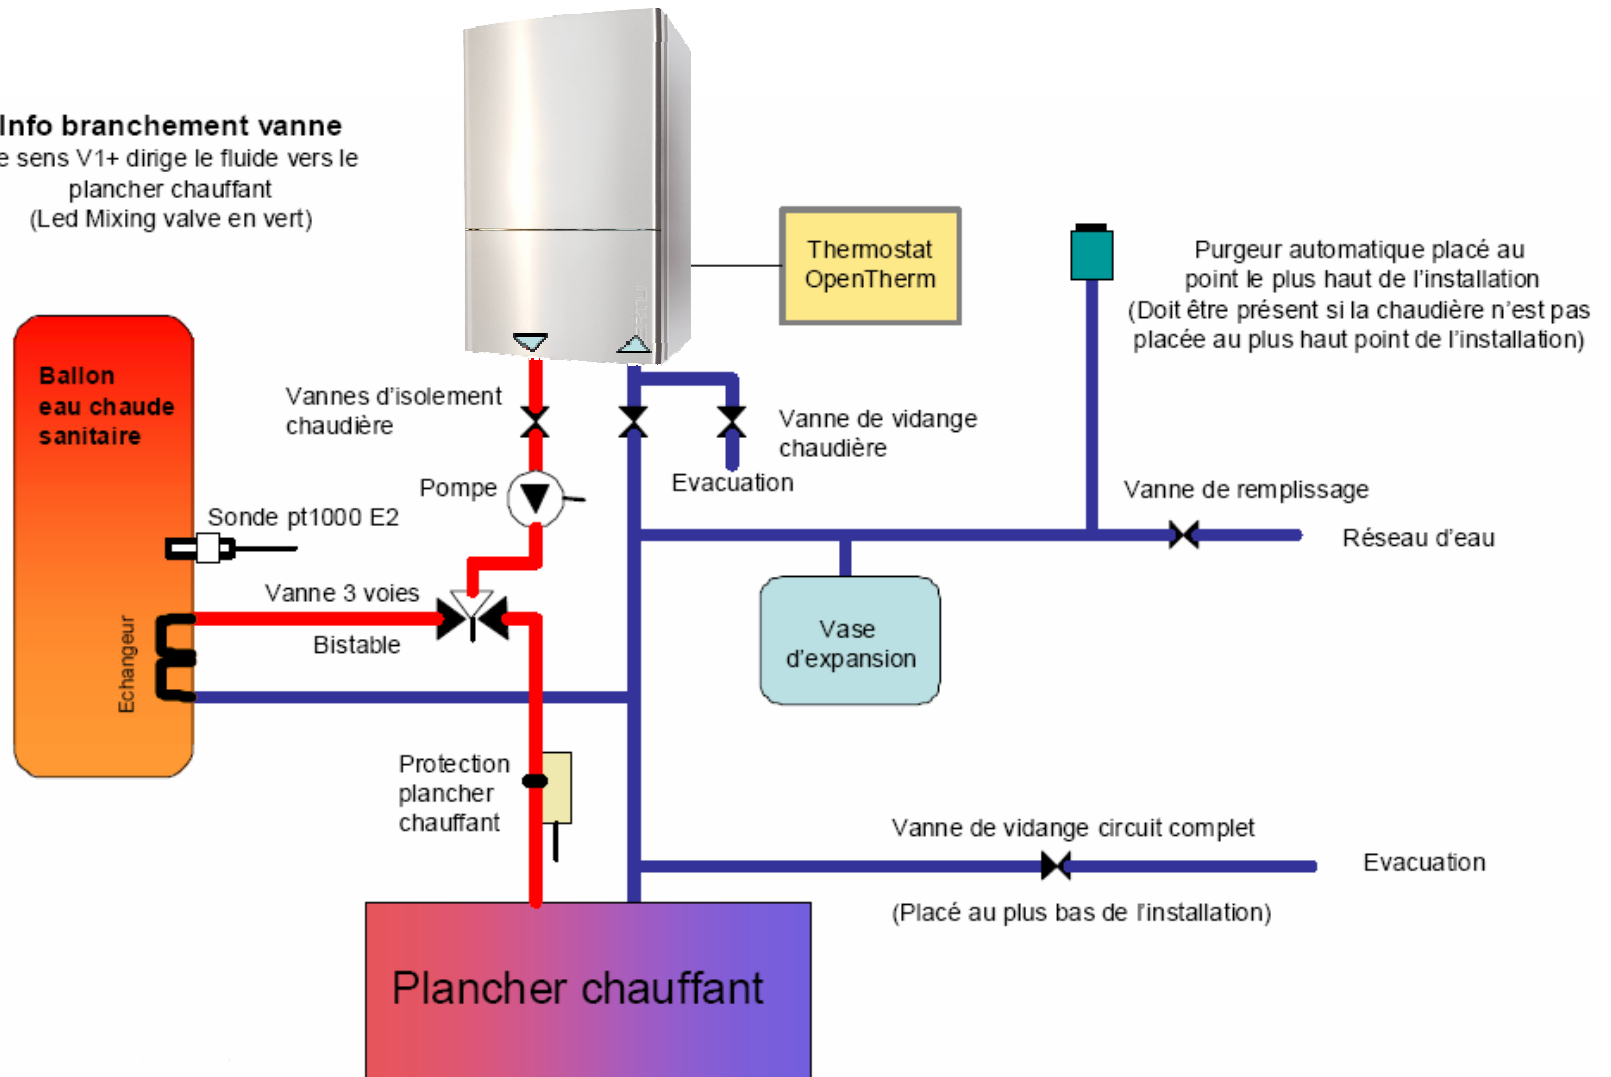 Info branchement vanne
e sens V1+ dirige le fluide vers le
plancher chauffant
(Led Mixing valve en vert)
Thermostat
OpenTherm
Purgeur automatique placé au
point le plus haut de l'installation
(Doit être présent si la chaudière n'est pas
placée au plus haut point de l'installation)
Ballon
eau chaude
sanitaire
Vannes d'isolement
chaudière
Vanne de vidange
chaudière
Evacuation
Pompe
Vanne de remplissage
Réseau d'eau
Sonde pt1000 E2
Vanne 3 voies
Bistable
Echangeur
Vase
d'expansion
Protection
plancher
chauffant
Vanne de vidange circuit complet
Evacuation
(Placé au plus bas de l'installation)
Plancher chauffant